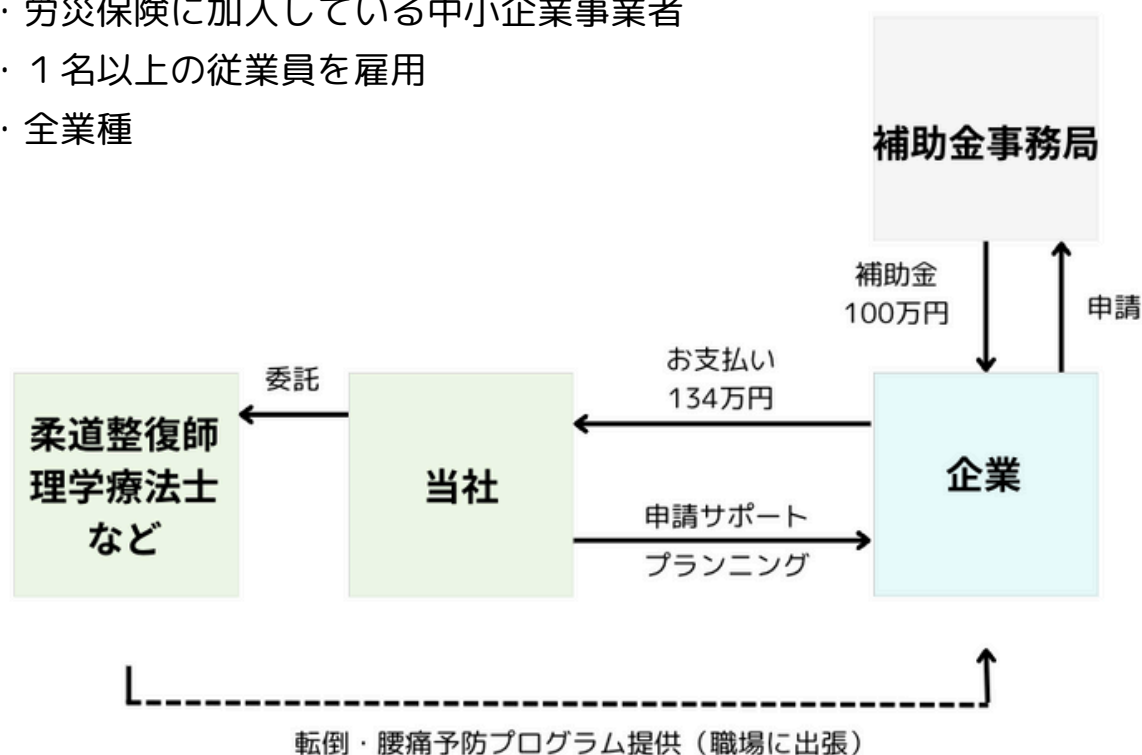 ・労災保険に加入している中小企業事業者
・１名以上の従業員を雇用
・全業種
補助金事務局
補助金
100万円
申請
お支払い
134万円
委託
柔道整復師
理学療法士
など
当社
企業
申請サポート
プランニング
転倒・腰痛予防プログラム提供（職場に出張）